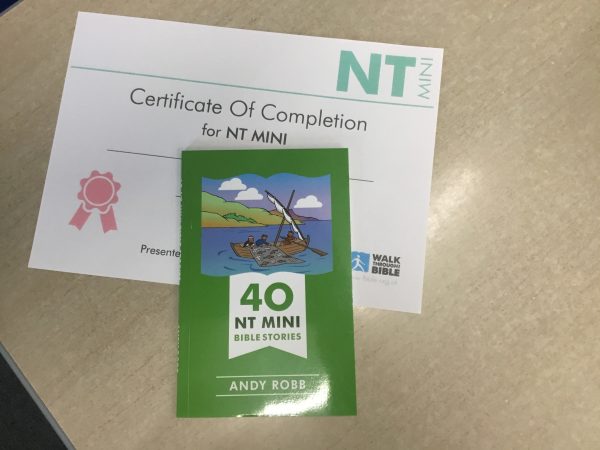 NT
MINI
Certificate Of Completion
for NT MINI
Presente
WALK
THROUGH
BIBLE
40
NT MINI
BIBLE STORIES
ANDY ROBB